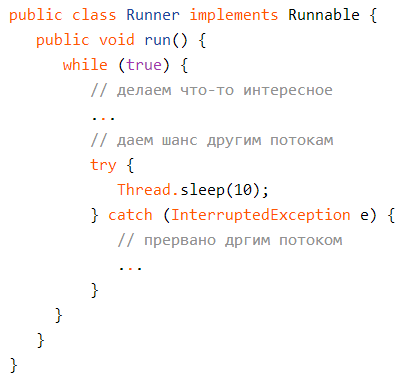 public class Runner implements Runnable {
public void run() {
while (true) {
// делаем что-то интересное
...
// даем шанс другим потокам
try {
Thread.sleep(10);
} catch (InterruptedException e) {
// прервано дргим потоком
...
}
}
}
}